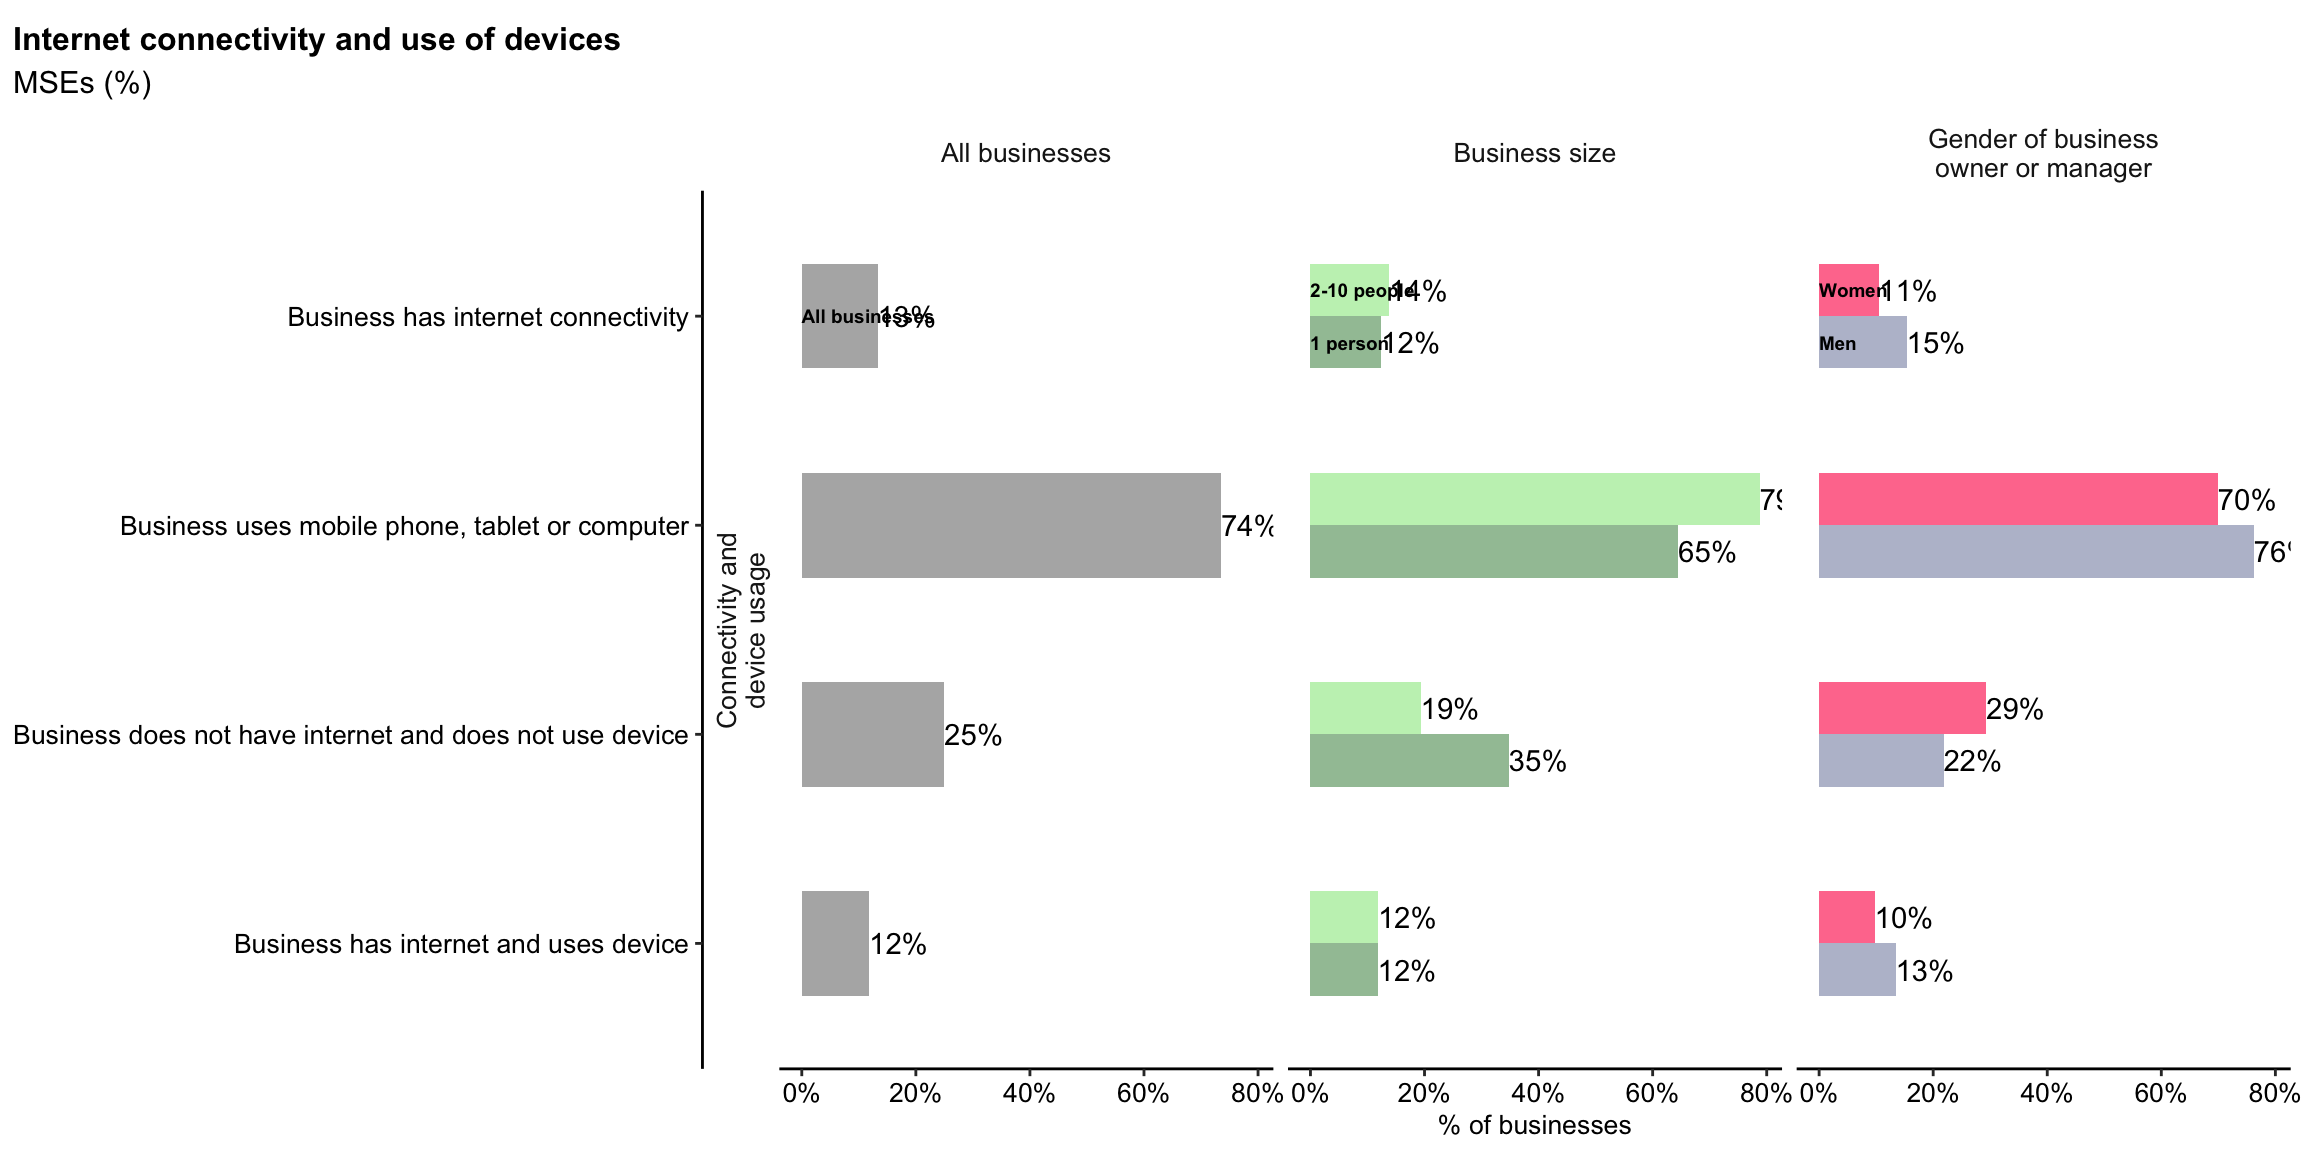 Internet connectivity and use of devices
MSEs (%)
All businesses
Business size
Gender of business
owner or manager
Connectivity and
device usage
Business has internet connectivity
All businesses
13%
2-10 people
14%
1 person
12%
Women
11%
Men
15%
Business uses mobile phone, tablet or computer
74%
79
65%
70%
76%
Business does not have internet and does not use device
25%
19%
35%
29%
22%
Business has internet and uses device
12%
12%
12%
10%
13%
0% 20% 40% 60% 80%
0% 20% 40% 60% 80%
0% 20% 40% 60% 80%
% of businesses